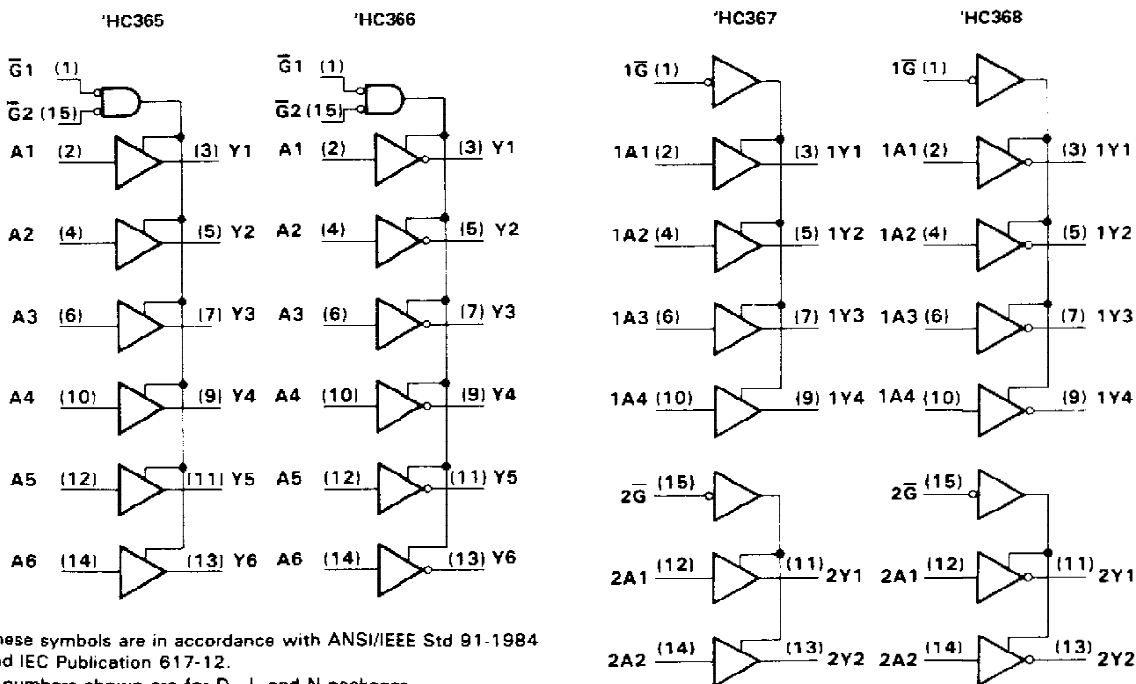 'HC365
G̅1 (1)
G̅2 (15)
A1 (2) (3) Y1
A2 (4) (5) Y2
A3 (6) (7) Y3
A4 (10) (9) Y4
A5 (12) (11) Y5
A6 (14) (13) Y6
'HC366
G̅1 (1)
G̅2 (15)
A1 (2) (3) Y1
A2 (4) (5) Y2
A3 (6) (7) Y3
A4 (10) (9) Y4
A5 (12) (11) Y5
A6 (14) (13) Y6
'HC367
1G̅ (1)
1A1 (2) (3) 1Y1
1A2 (4) (5) 1Y2
1A3 (6) (7) 1Y3
1A4 (10) (9) 1Y4
2G̅ (15)
2A1 (12) (11) 2Y1
2A2 (14) (13) 2Y2
'HC368
1G̅ (1)
1A1 (2) (3) 1Y1
1A2 (4) (5) 1Y2
1A3 (6) (7) 1Y3
1A4 (10) (9) 1Y4
2G̅ (15)
2A1 (12) (11) 2Y1
2A2 (14) (13) 2Y2
hese symbols are in accordance with ANSI/IEEE Std 91-1984
nd IEC Publication 617-12.
numbers shown are for D, J, and N packages